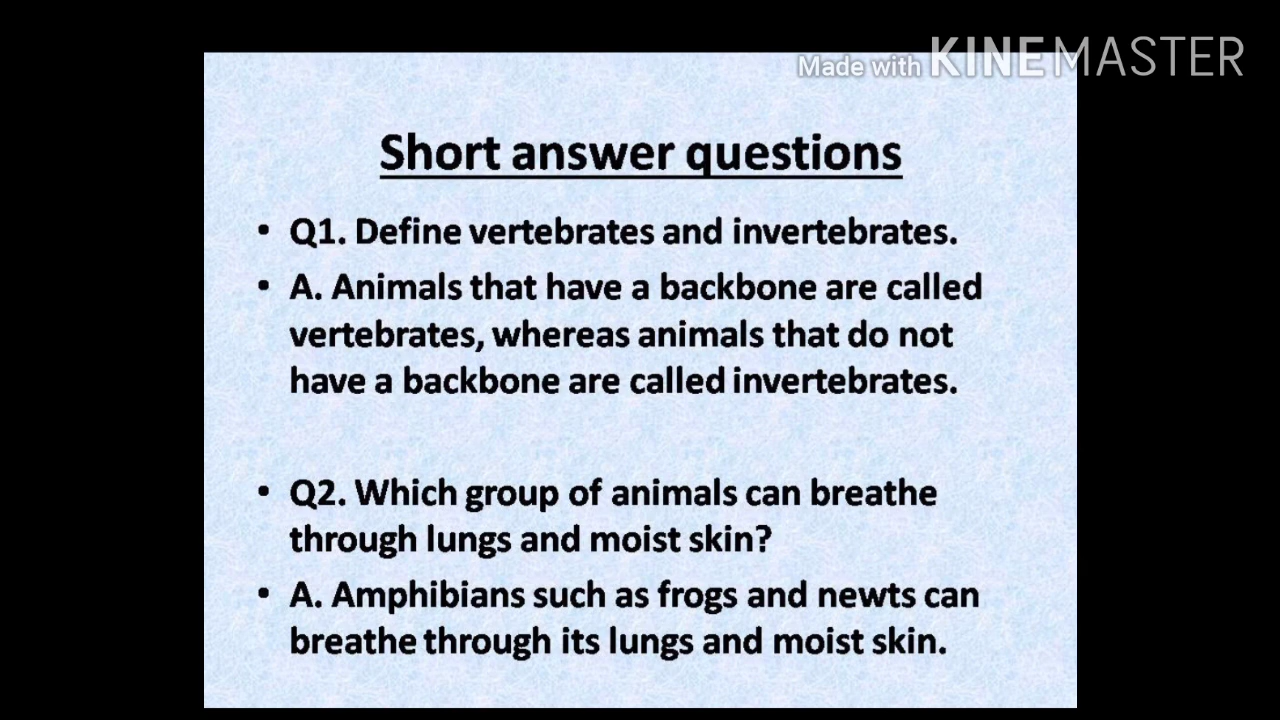 Made with KINEMASTER
Short answer questions
• Q1. Define vertebrates and invertebrates.
• A. Animals that have a backbone are called
vertebrates, whereas animals that do not
have a backbone are called invertebrates.
• Q2. Which group of animals can breathe
through lungs and moist skin?
• A. Amphibians such as frogs and newts can
breathe through its lungs and moist skin.